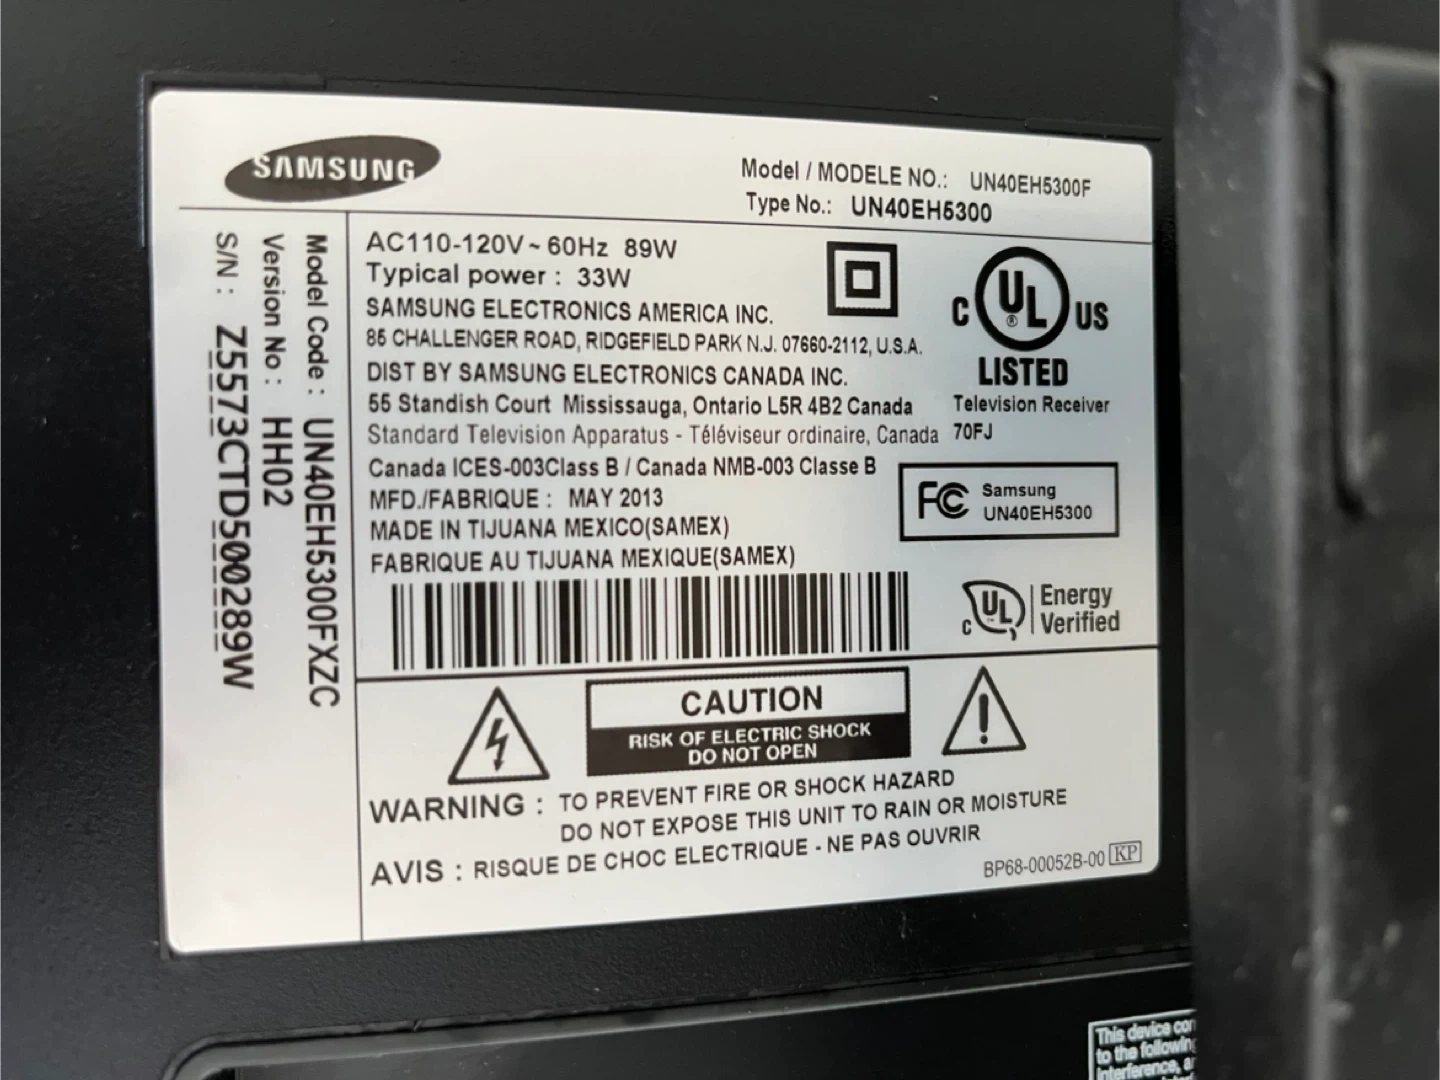 SAMSUNG
Model / MODELE NO.: UN40EH5300F
Type No.: UN40EH5300
Model Code : UN40EH5300FXZC
Version No : HH02
S/N : Z5573CTD500289W
AC110-120V ~ 60Hz 89W
Typical power : 33W
SAMSUNG ELECTRONICS AMERICA INC.
85 CHALLENGER ROAD, RIDGEFIELD PARK N.J. 07660-2112, U.S.A.
DIST BY SAMSUNG ELECTRONICS CANADA INC.
55 Standish Court Mississauga, Ontario L5R 4B2 Canada
Standard Television Apparatus - Téléviseur ordinaire, Canada
Canada ICES-003Class B / Canada NMB-003 Classe B
MFD./FABRIQUE : MAY 2013
MADE IN TIJUANA MEXICO(SAMEX)
FABRIQUE AU TIJUANA MEXIQUE(SAMEX)
C UL ® US
LISTED
Television Receiver
70FJ
FC Samsung
UN40EH5300
C UL Energy
Verified
CAUTION
RISK OF ELECTRIC SHOCK
DO NOT OPEN
WARNING : TO PREVENT FIRE OR SHOCK HAZARD
DO NOT EXPOSE THIS UNIT TO RAIN OR MOISTURE
AVIS : RISQUE DE CHOC ELECTRIQUE - NE PAS OUVRIR
BP68-00052B-00 KP
This device
to the
interference,